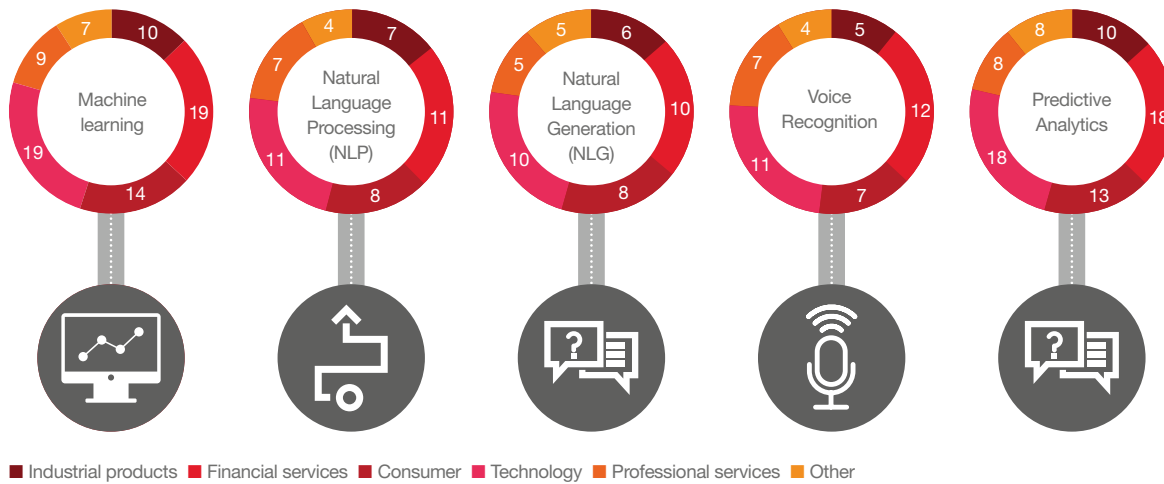 10
19
14
19
9
7
Machine
learning
7
11
8
11
7
4
Natural
Language
Processing
(NLP)
6
10
8
10
5
5
Natural
Language
Generation
(NLG)
5
12
7
11
7
4
Voice
Recognition
10
18
13
18
8
8
Predictive
Analytics
?
?
Industrial products Financial services Consumer Technology Professional services Other